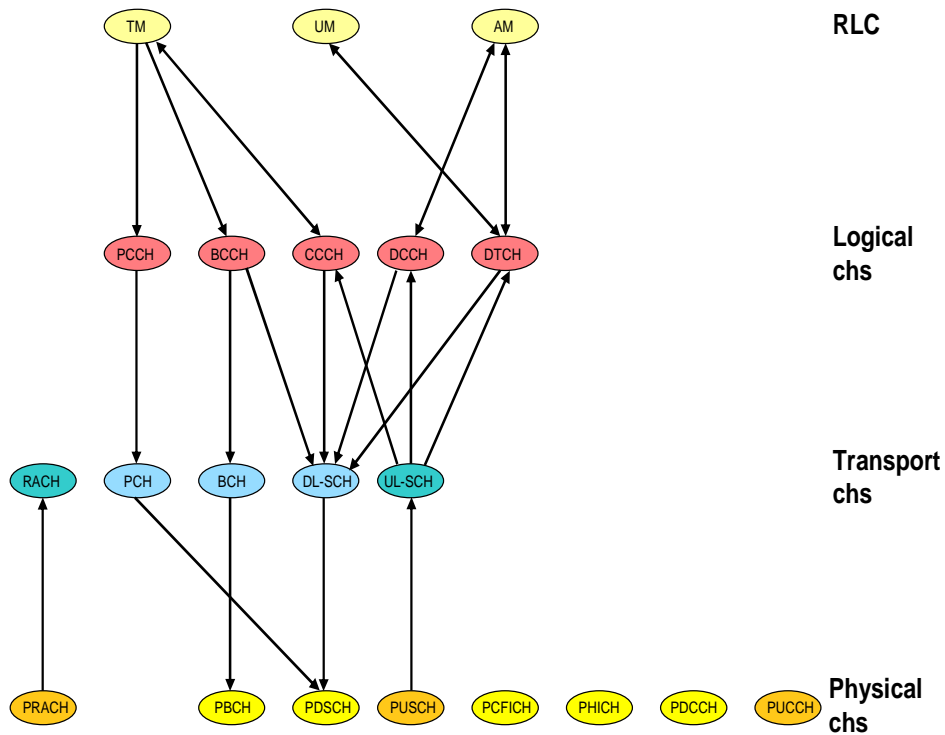 TM UM AM RLC
PCCH BCCH CCCH DCCH DTCH Logical
chs
RACH PCH BCH DL-SCH UL-SCH Transport
chs
PRACH PBCH PDSCH PUSCH PCFICH PHICH PDCCH PUCCH Physical
chs